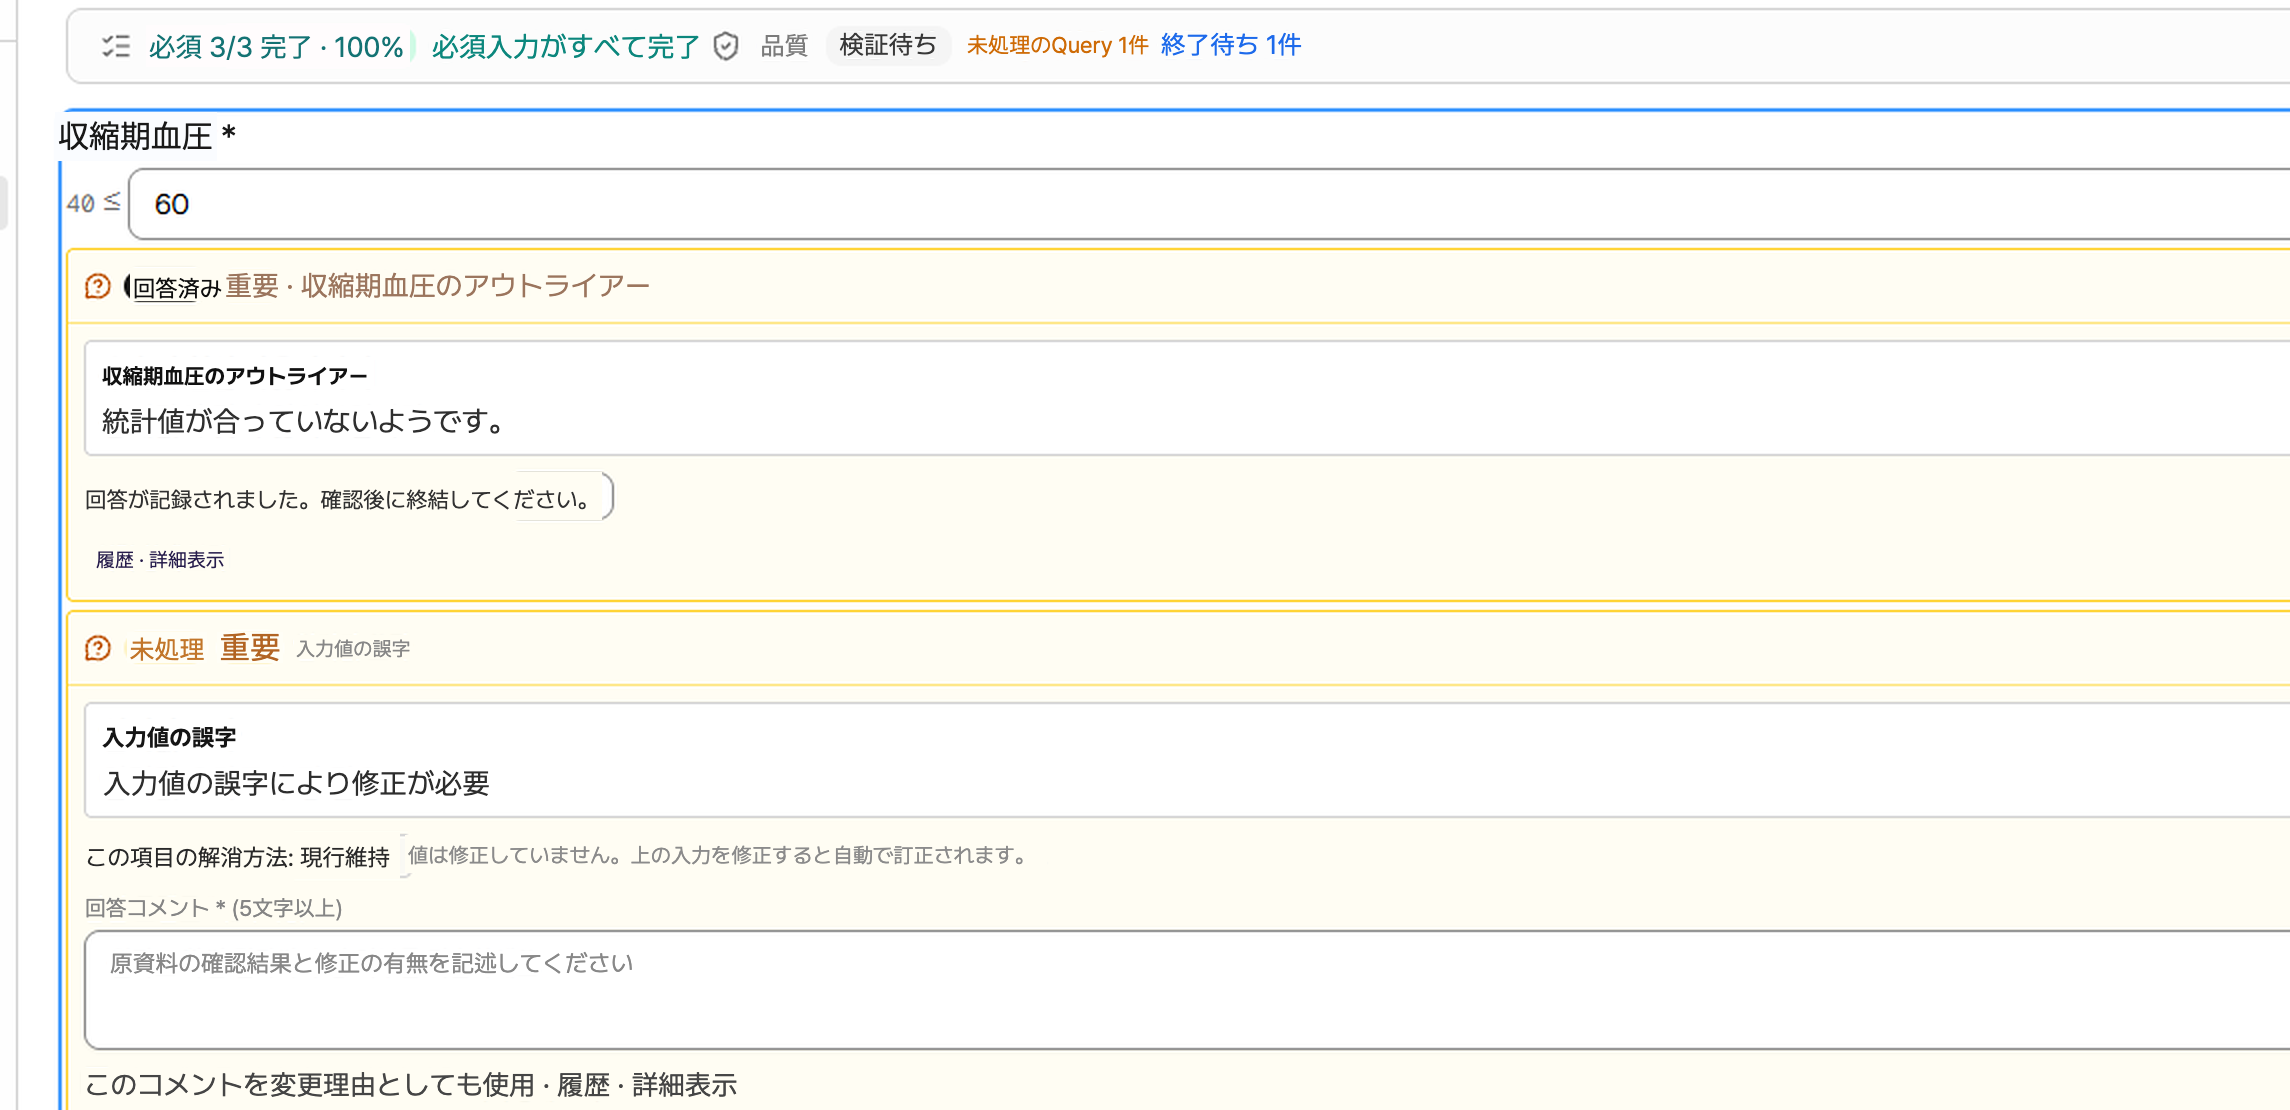 必須 3/3 完了 · 100% 必須入力がすべて完了 品質 検証待ち 未処理のQuery 1件 終了待ち 1件
収縮期血圧 *
40 ≤ 60
回答済み 重要 · 収縮期血圧のアウトライアー
収縮期血圧のアウトライアー
統計値が合っていないようです。
回答が記録されました。確認後に終結してください。
履歴 · 詳細表示
未処理 重要 入力値の誤字
入力値の誤字
入力値の誤字により修正が必要
この項目の解消方法: 現行維持 値は修正していません。上の入力を修正すると自動で訂正されます。
回答コメント * (5文字以上)
原資料の確認結果と修正の有無を記述してください
このコメントを変更理由としても使用 · 履歴 · 詳細表示